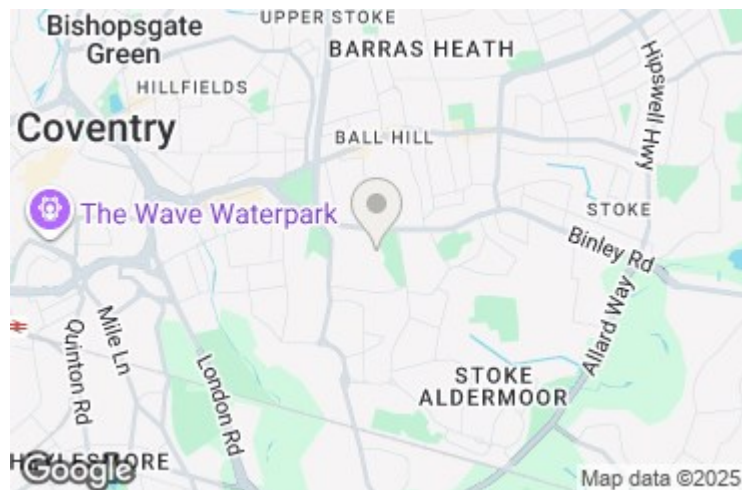 UPPER STOKE
Bishopsgate
Green
BARRAS HEATH
HILLFIELDS
Hipswell Hwy
Coventry
BALL HILL
The Wave Waterpark
STOKE
Binley Rd
Mile Ln
Quinton Rd
London Rd
Allard Way
STOKE
ALDERMOOR
Google
Map data ©2025